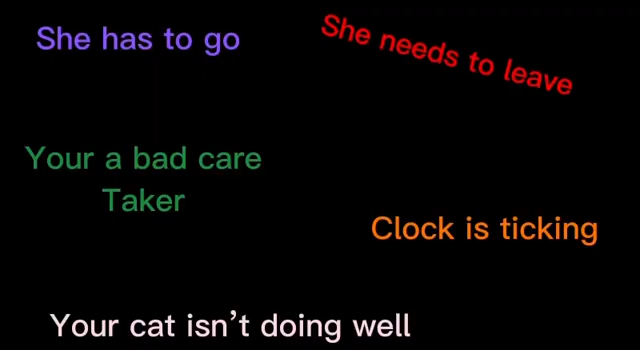 She has to go
She needs to leave
Your a bad care
Taker
Clock is ticking
Your cat isn't doing well